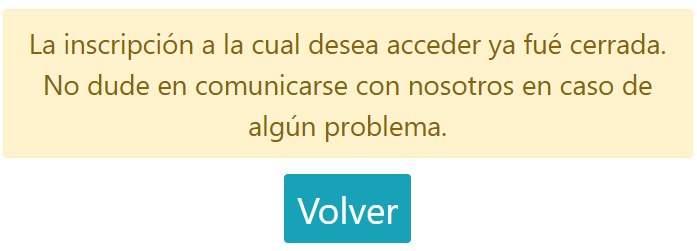 La inscripción a la cual desea acceder ya fué cerrada.
No dude en comunicarse con nosotros en caso de
algún problema.
Volver